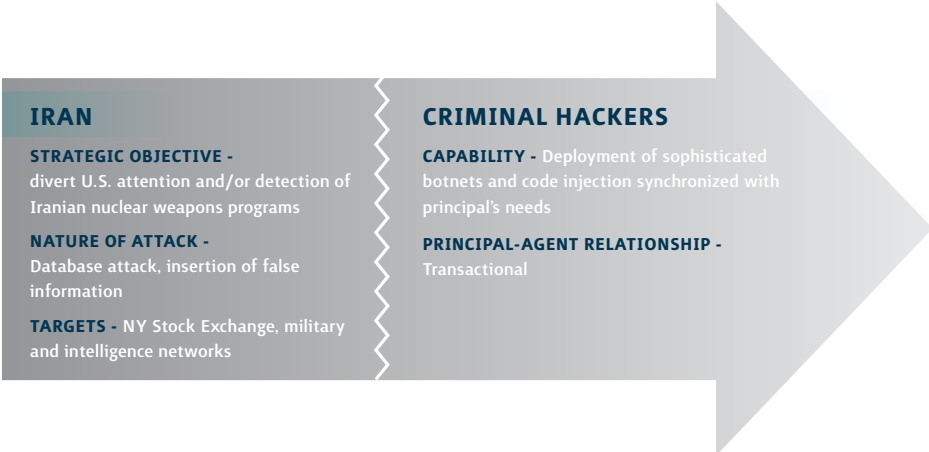 IRAN
STRATEGIC OBJECTIVE -
divert U.S. attention and/or detection of
Iranian nuclear weapons programs
NATURE OF ATTACK -
Database attack, insertion of false
information
TARGETS - NY Stock Exchange, military
and intelligence networks
CRIMINAL HACKERS
CAPABILITY - Deployment of sophisticated
botnets and code injection synchronized with
principal's needs
PRINCIPAL-AGENT RELATIONSHIP -
Transactional